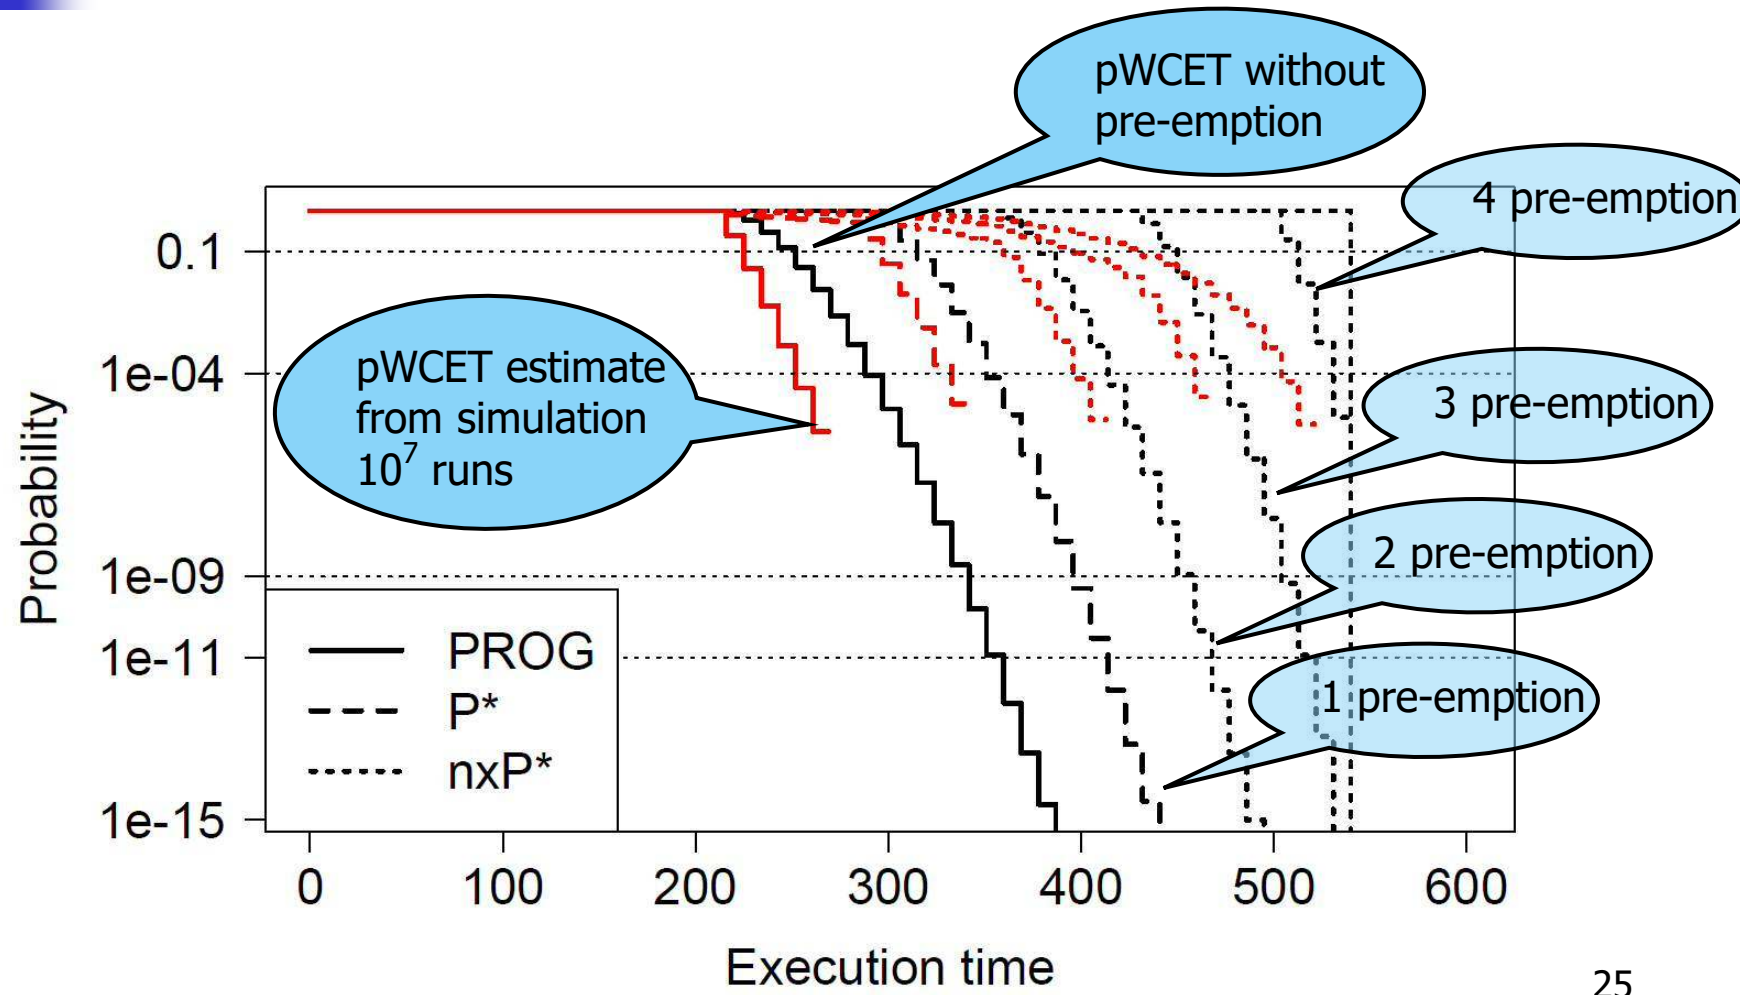 pWCET without
pre-emption
4 pre-emption
pWCET estimate
from simulation
10⁷ runs
3 pre-emption
2 pre-emption
1 pre-emption
Probability
0.1
1e-04
1e-09
1e-11
1e-15
PROG
P*
nxP*
0 100 200 300 400 500 600
Execution time
25